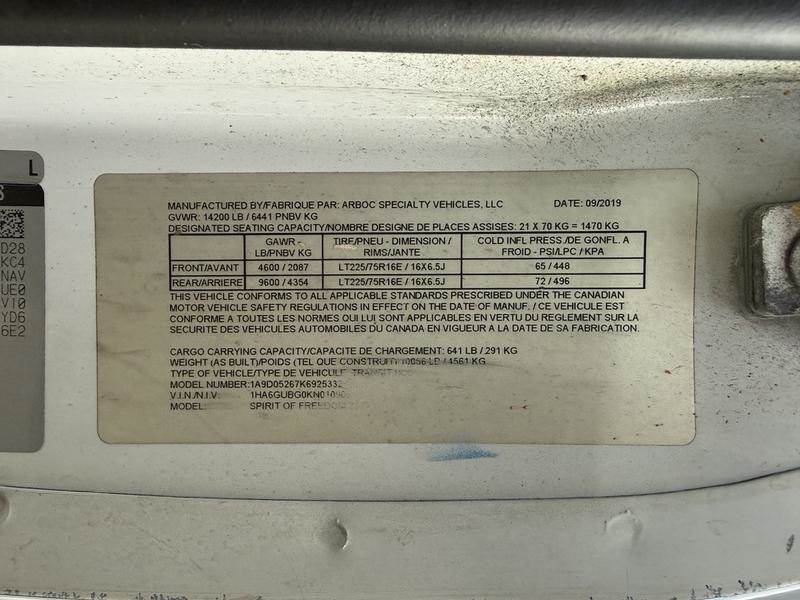 L
S
D28
KC4
NAV
UE0
V10
YD6
6E2
MANUFACTURED BY/FABRIQUE PAR: ARBOC SPECIALTY VEHICLES, LLC DATE: 09/2019
GVWR: 14200 LB / 6441 PNBV KG
DESIGNATED SEATING CAPACITY/NOMBRE DESIGNE DE PLACES ASSISES: 21 X 70 KG = 1470 KG
GAWR - LB/PNBV KG TIRE/PNEU - DIMENSION / RIMS/JANTE COLD INFL PRESS /DE GONFL. A FROID - PSI/LPC / KPA
FRONT/AVANT 4600 / 2087 LT225/75R16E / 16X6.5J 65 / 448
REAR/ARRIERE 9600 / 4354 LT225/75R16E / 16X6.5J 72 / 496
THIS VEHICLE CONFORMS TO ALL APPLICABLE STANDARDS PRESCRIBED UNDER THE CANADIAN
MOTOR VEHICLE SAFETY REGULATIONS IN EFFECT ON THE DATE OF MANUF. / CE VEHICULE EST
CONFORME A TOUTES LES NORMES QUI LUI SONT APPLICABLES EN VERTU DU REGLEMENT SUR LA
SECURITE DES VEHICULES AUTOMOBILES DU CANADA EN VIGUEUR A LA DATE DE SA FABRICATION.
CARGO CARRYING CAPACITY/CAPACITE DE CHARGEMENT: 641 LB / 291 KG
WEIGHT (AS BUILT)/POIDS (TEL QUE CONSTRUIT) 10056 LB / 4561 KG
TYPE OF VEHICLE/TYPE DE VEHICULE TRANSIT
MODEL NUMBER:1A9D05267K6925332
V.I.N./N.I.V:
MODEL: SPIRIT OF FREEDOM